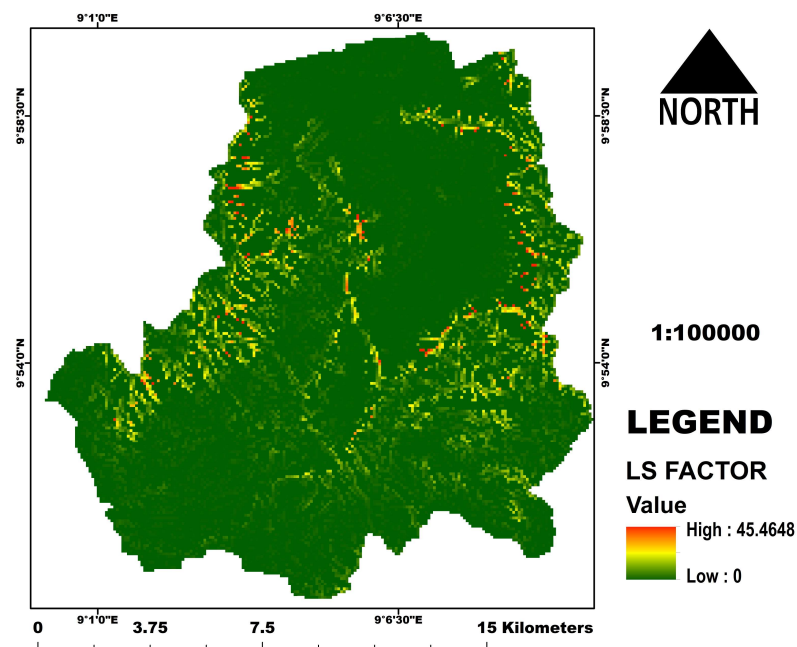 9°1'0"E 9°6'30"E
9°58'30"N 9°58'30"N
NORTH
1:100000
9°54'0"N 9°54'0"N
LEGEND
LS FACTOR
Value
High : 45.4648
Low : 0
9°1'0"E 9°6'30"E
0 3.75 7.5 15 Kilometers